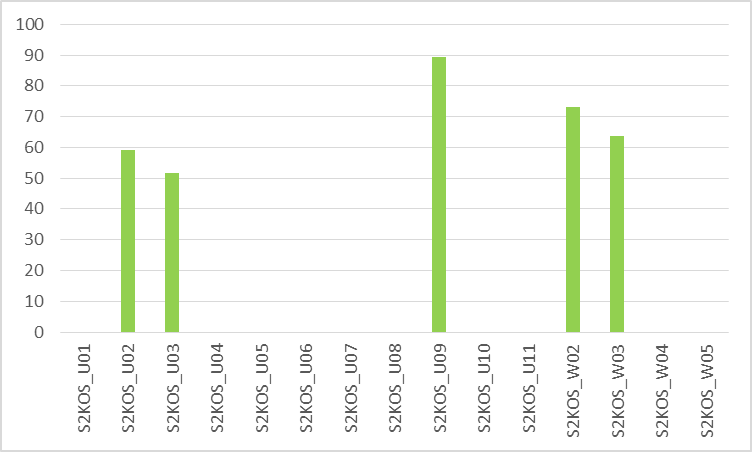 100
90
80
70
60
50
40
30
20
10
0
S2KOS_U01
S2KOS_U02
S2KOS_U03
S2KOS_U04
S2KOS_U05
S2KOS_U06
S2KOS_U07
S2KOS_U08
S2KOS_U09
S2KOS_U10
S2KOS_U11
S2KOS_W02
S2KOS_W03
S2KOS_W04
S2KOS_W05